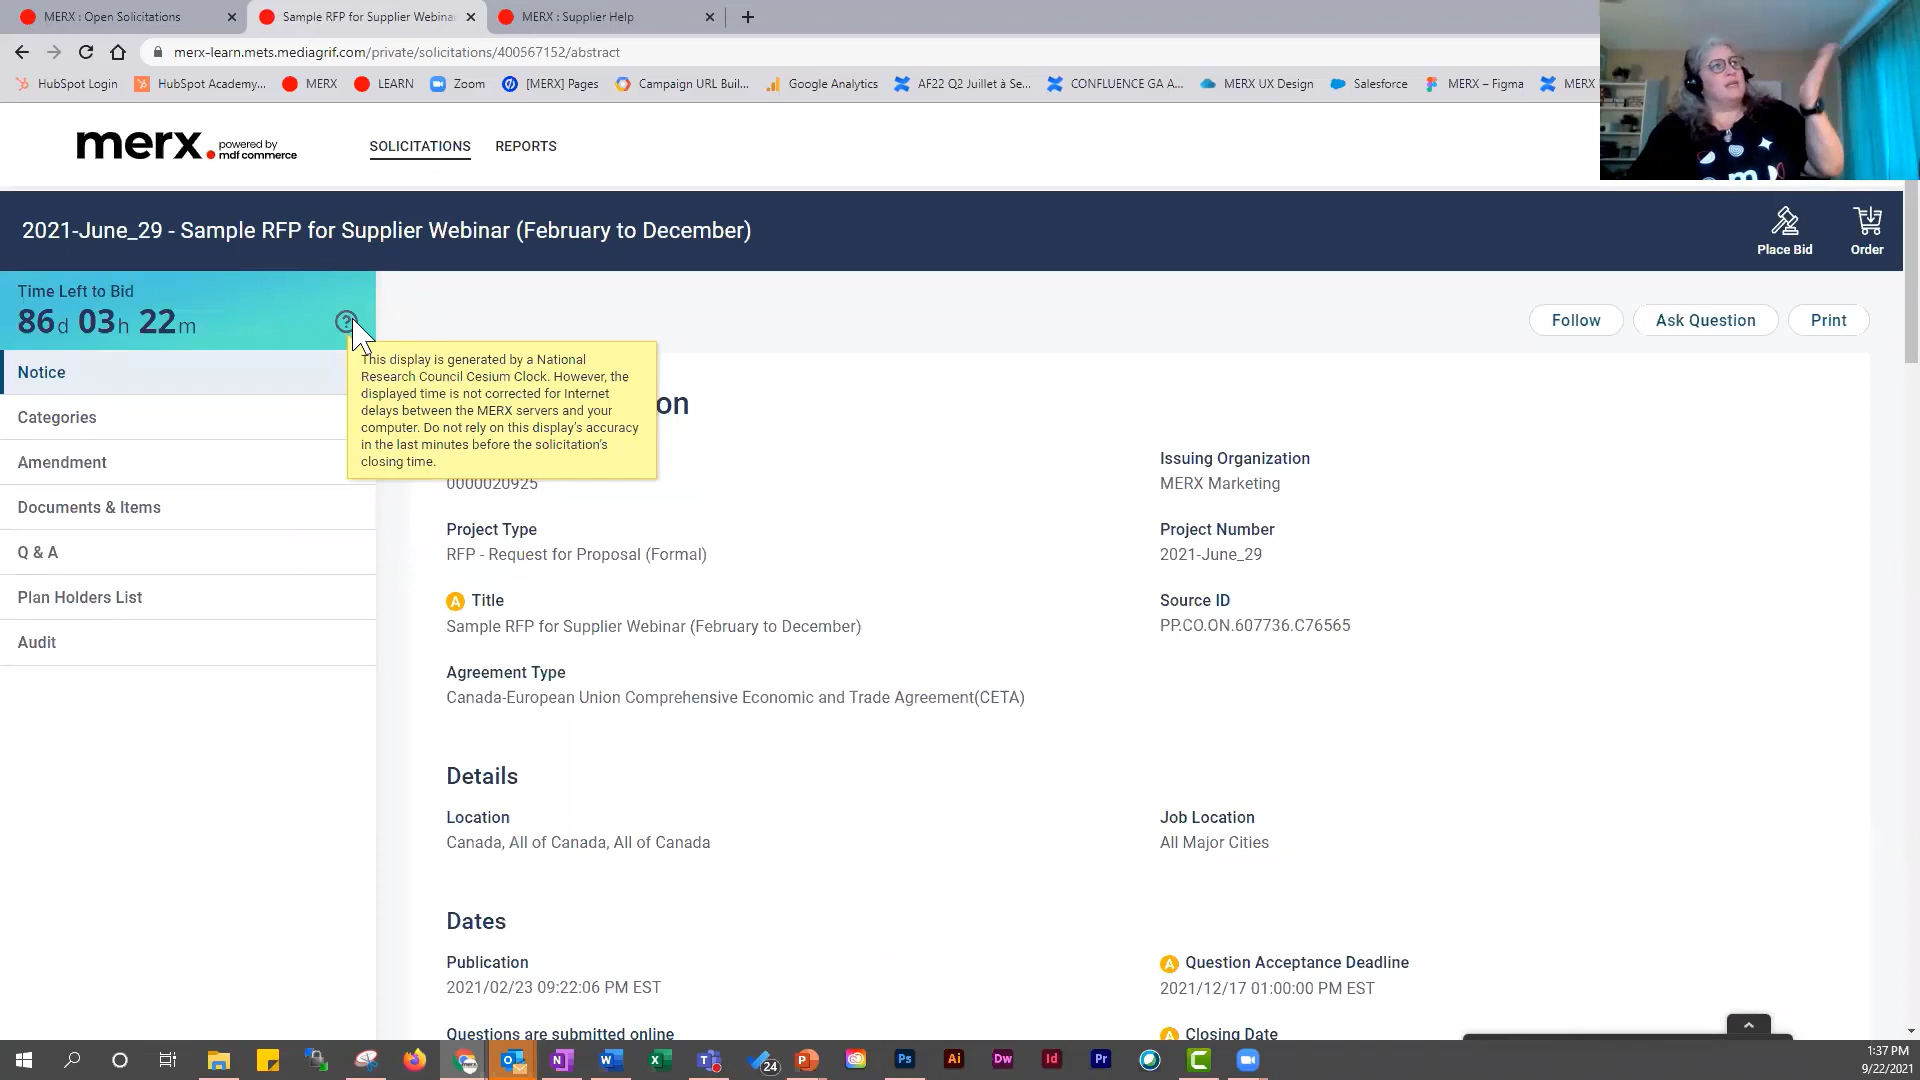 MERX : Open Solicitations
Sample RFP for Supplier Webina
MERX : Supplier Help
merx-learn.mets.mediagrif.com/private/solicitations/400567152/abstract
HubSpot Login
HubSpot Academy...
MERX
LEARN
Zoom
[MERX] Pages
Campaign URL Buil...
Google Analytics
AF22 Q2 Juillet à Se...
CONFLUENCE GA A...
MERX UX Design
Salesforce
MERX – Figma
MERX
merx.
powered by
mdf commerce
SOLICITATIONS
REPORTS
2021-June_29 - Sample RFP for Supplier Webinar (February to December)
Place Bid
Order
Time Left to Bid
86d 03h 22m
Follow
Ask Question
Print
Notice
Categories
Amendment
Documents & Items
Q & A
Plan Holders List
Audit
This display is generated by a National
Research Council Cesium Clock. However, the
displayed time is not corrected for Internet
delays between the MERX servers and your
computer. Do not rely on this display's accuracy
in the last minutes before the solicitation's
closing time.
on
0000020925
Issuing Organization
MERX Marketing
Project Type
RFP - Request for Proposal (Formal)
Project Number
2021-June_29
A Title
Sample RFP for Supplier Webinar (February to December)
Source ID
PP.CO.ON.607736.C76565
Agreement Type
Canada-European Union Comprehensive Economic and Trade Agreement(CETA)
Details
Location
Canada, All of Canada, All of Canada
Job Location
All Major Cities
Dates
Publication
2021/02/23 09:22:06 PM EST
A Question Acceptance Deadline
2021/12/17 01:00:00 PM EST
Questions are submitted online
A Closing Date
24
1:37 PM
9/22/2021